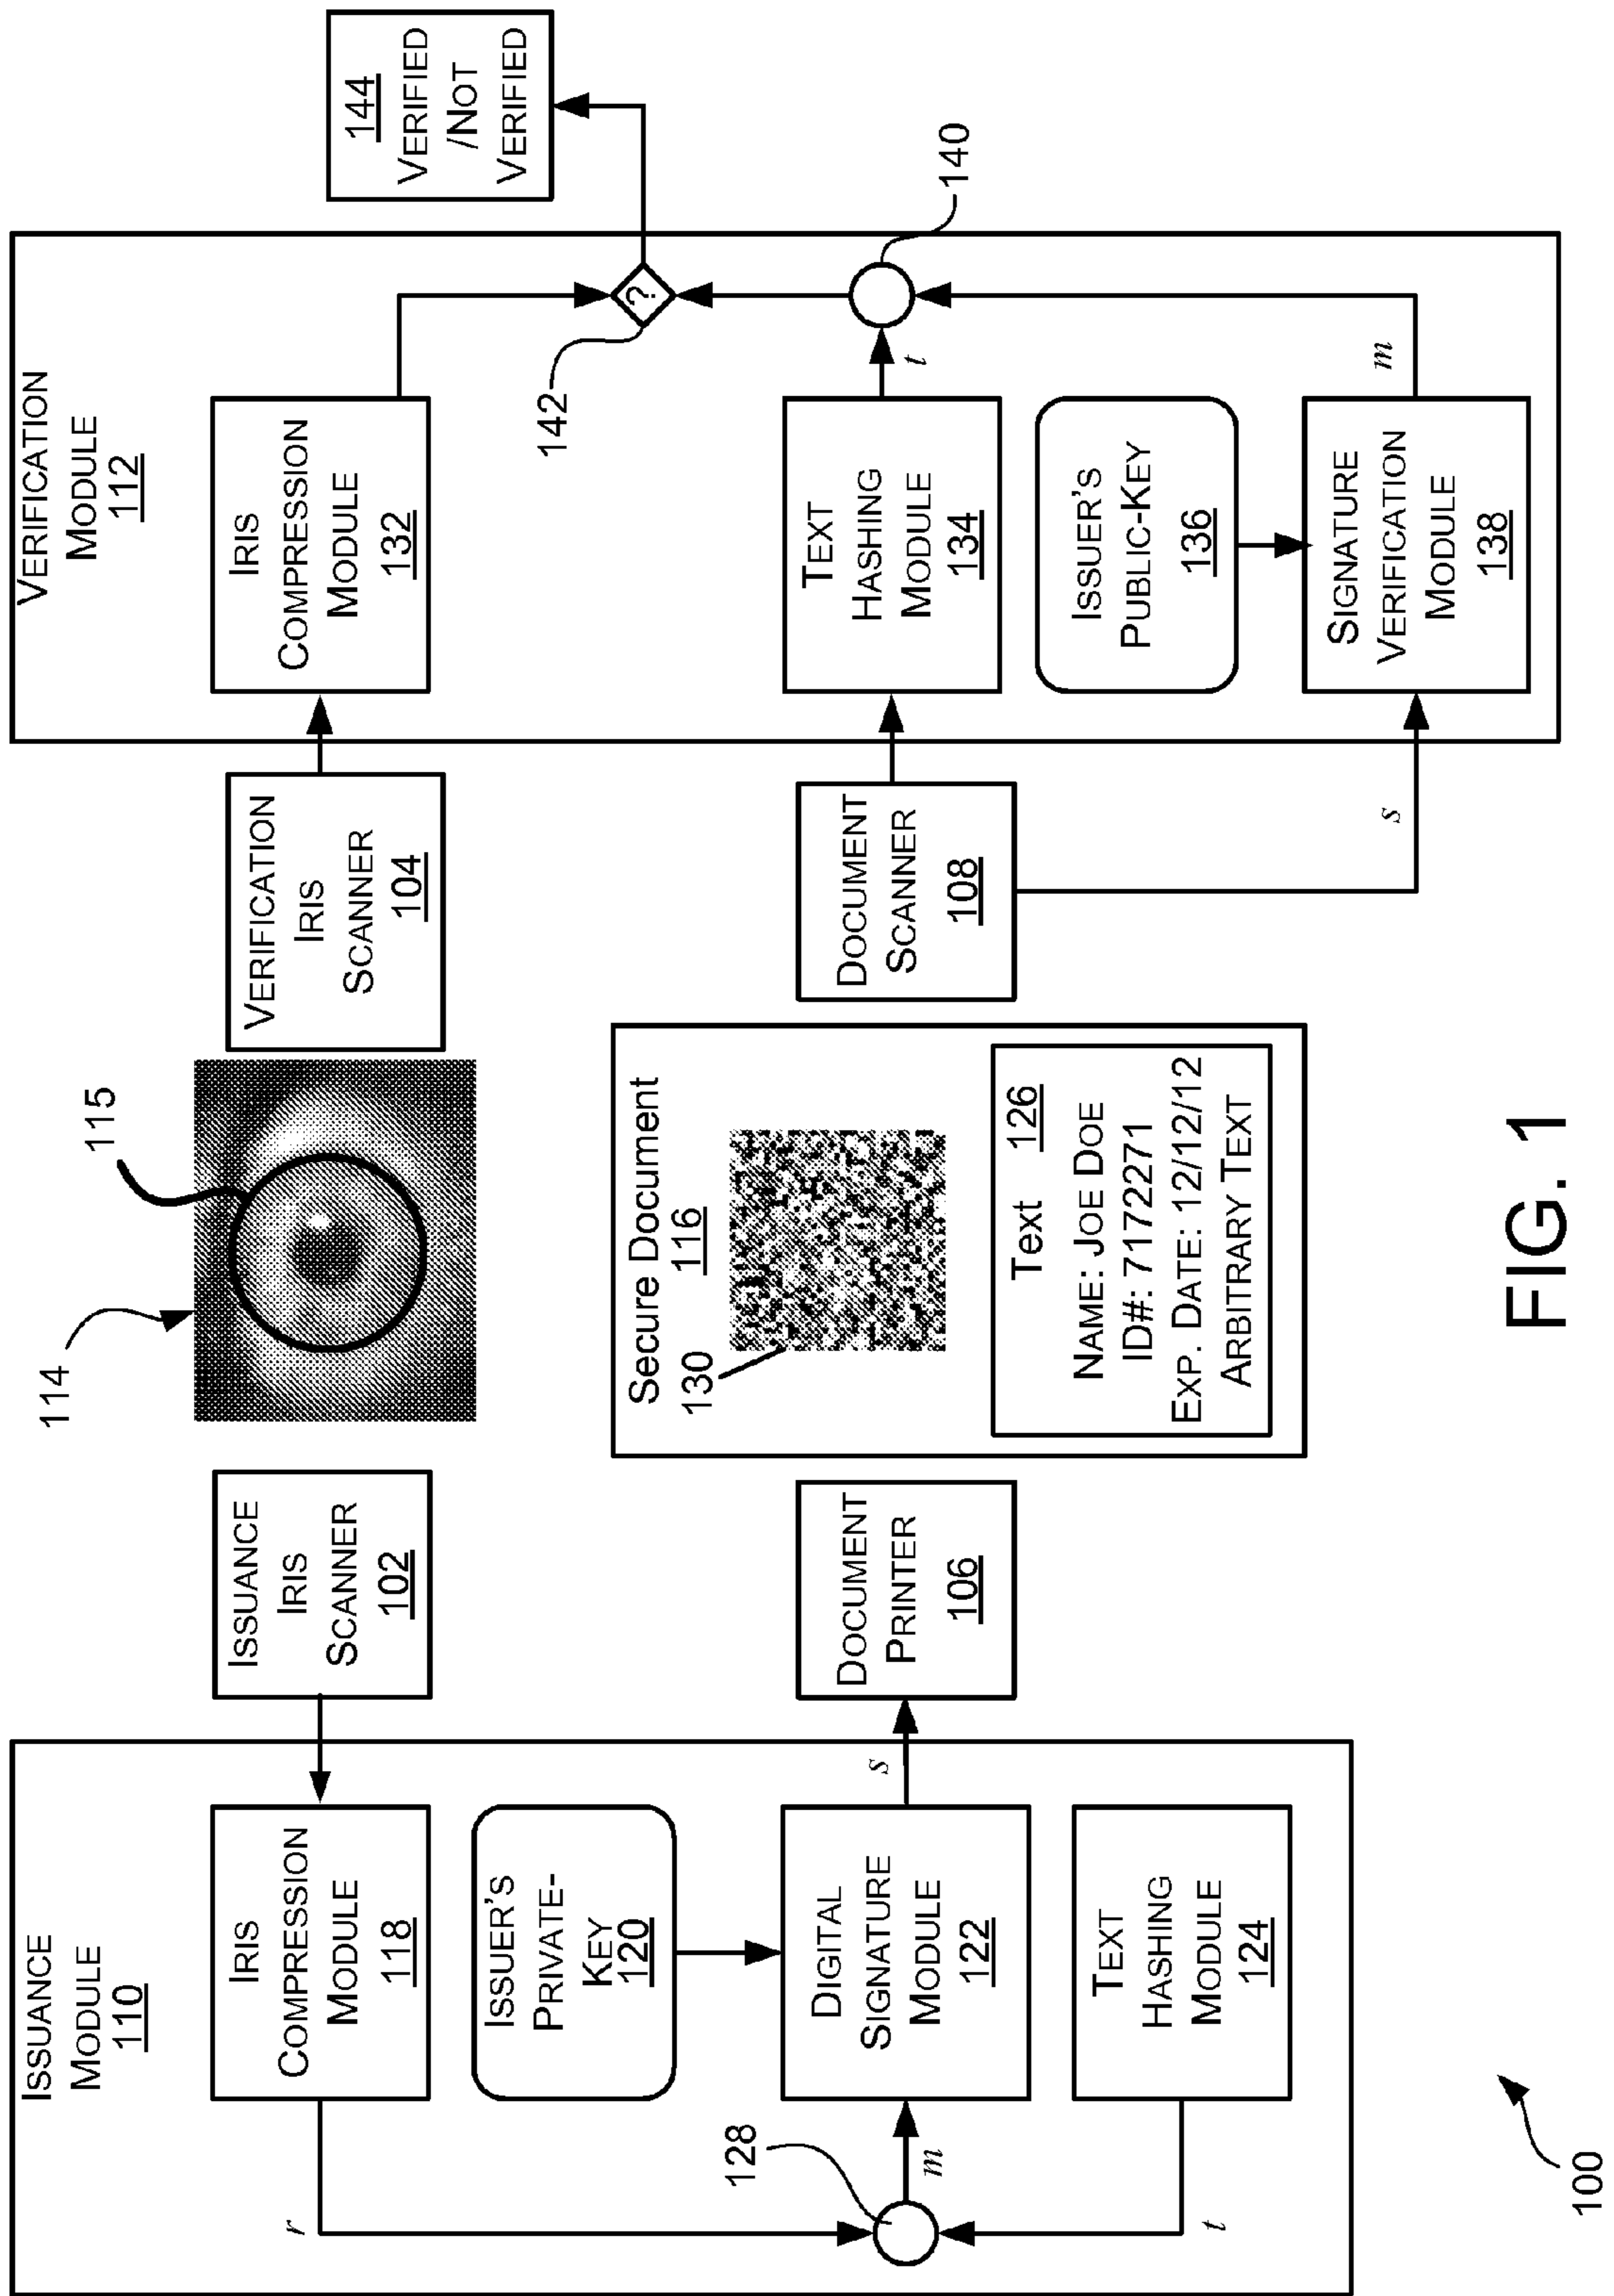 ISSUANCE
MODULE
110
IRIS
COMPRESSION
MODULE
118
ISSUER'S
PRIVATE-
KEY
120
DIGITAL
SIGNATURE
MODULE
122
TEXT
HASHING
MODULE
124
r
128
m
t
s
ISSUANCE
IRIS
SCANNER
102
DOCUMENT
PRINTER
106
114
115
Secure Document
116
130
Text 126
NAME: JOE DOE
ID#: 7172271
EXP. DATE: 12/12/12
ARBITRARY TEXT
VERIFICATION
IRIS
SCANNER
104
DOCUMENT
SCANNER
108
s
VERIFICATION
MODULE
112
IRIS
COMPRESSION
MODULE
132
142
?
TEXT
HASHING
MODULE
134
t
140
ISSUER'S
PUBLIC-KEY
136
SIGNATURE
VERIFICATION
MODULE
138
m
144
VERIFIED
/NOT
VERIFIED
100
FIG. 1